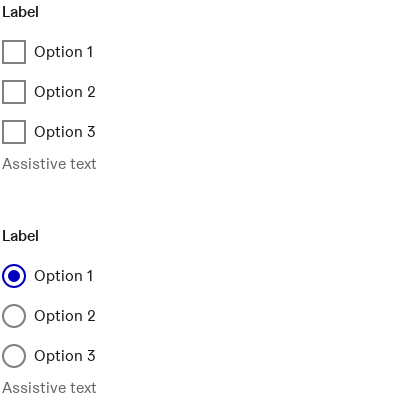 Label
Option 1
Option 2
Option 3
Assistive text
Label
Option 1
Option 2
Option 3
Assistive text